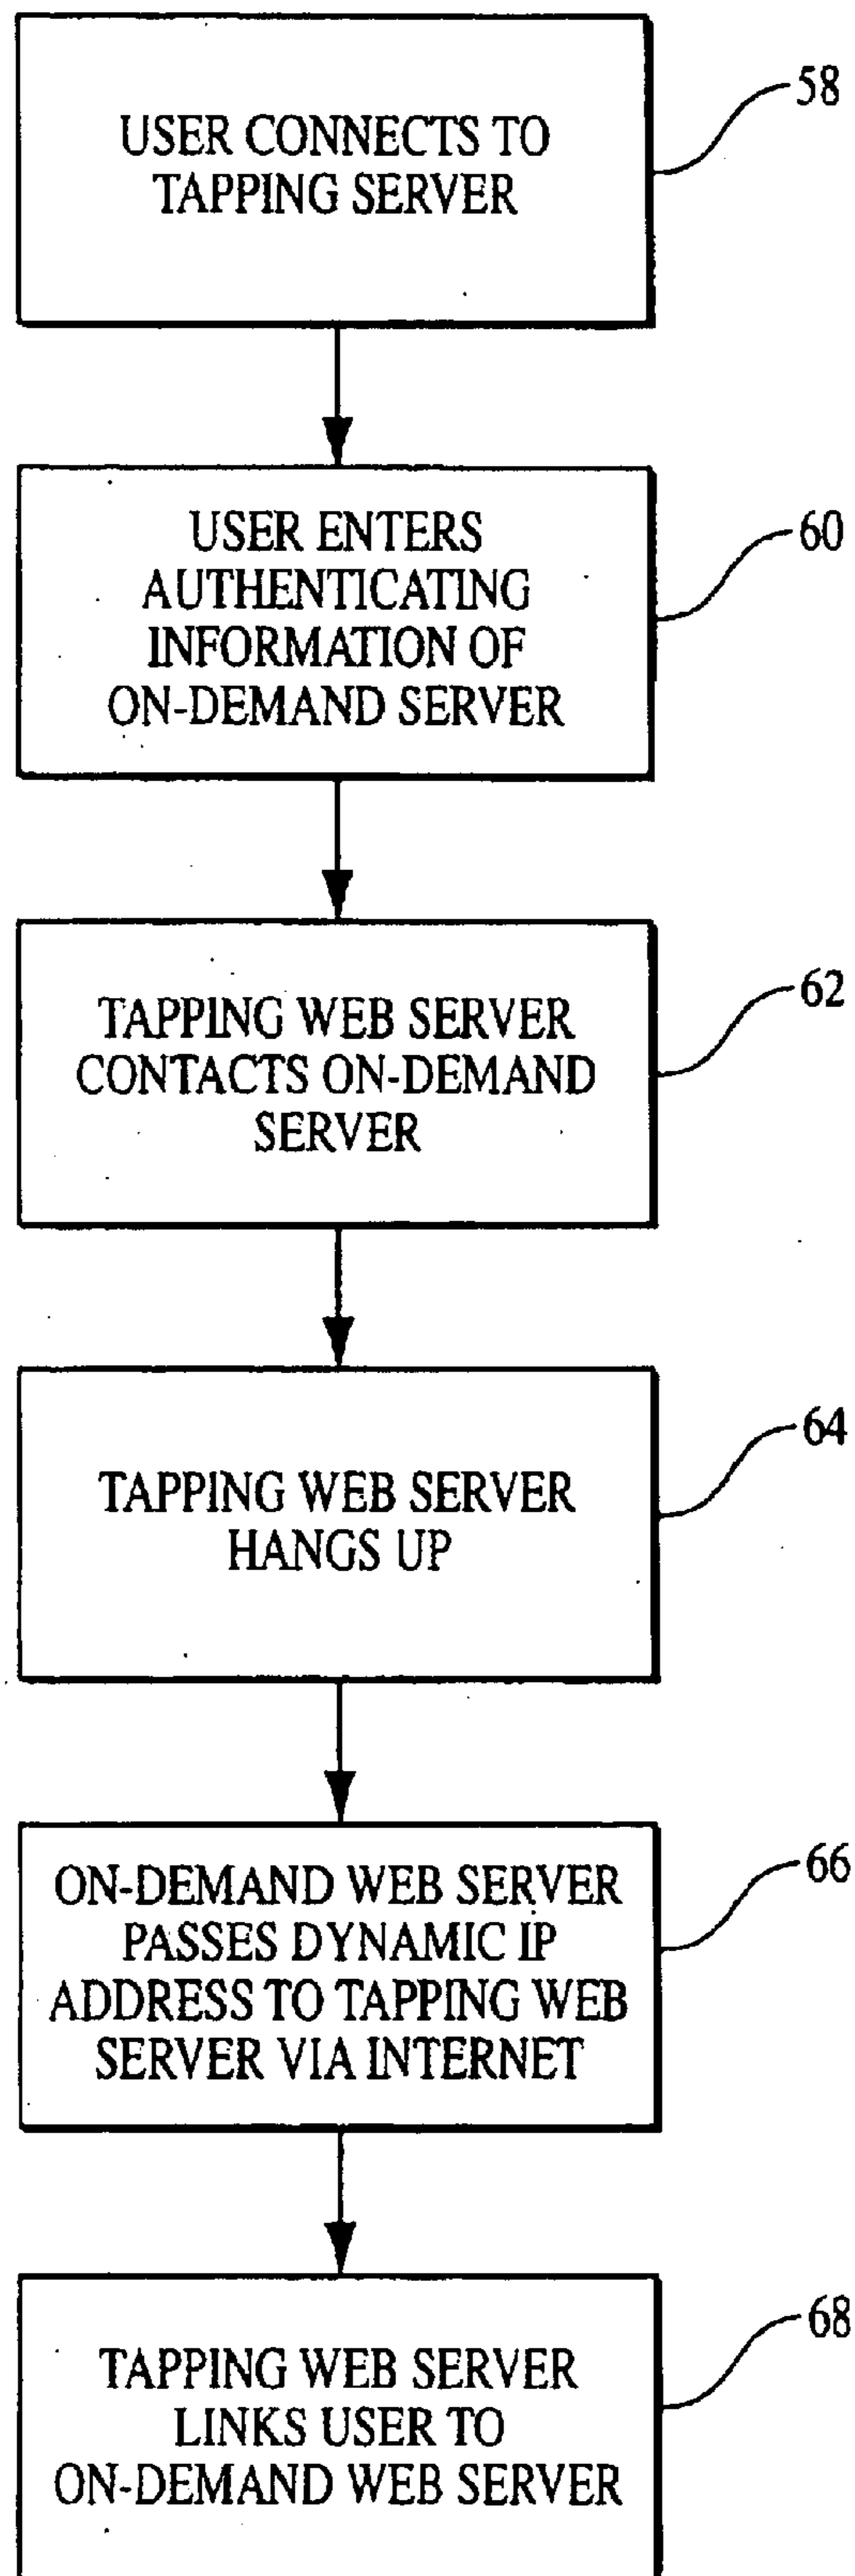 USER CONNECTS TO
TAPPING SERVER
58
USER ENTERS
AUTHENTICATING
INFORMATION OF
ON-DEMAND SERVER
60
TAPPING WEB SERVER
CONTACTS ON-DEMAND
SERVER
62
TAPPING WEB SERVER
HANGS UP
64
ON-DEMAND WEB SERVER
PASSES DYNAMIC IP
ADDRESS TO TAPPING WEB
SERVER VIA INTERNET
66
TAPPING WEB SERVER
LINKS USER TO
ON-DEMAND WEB SERVER
68